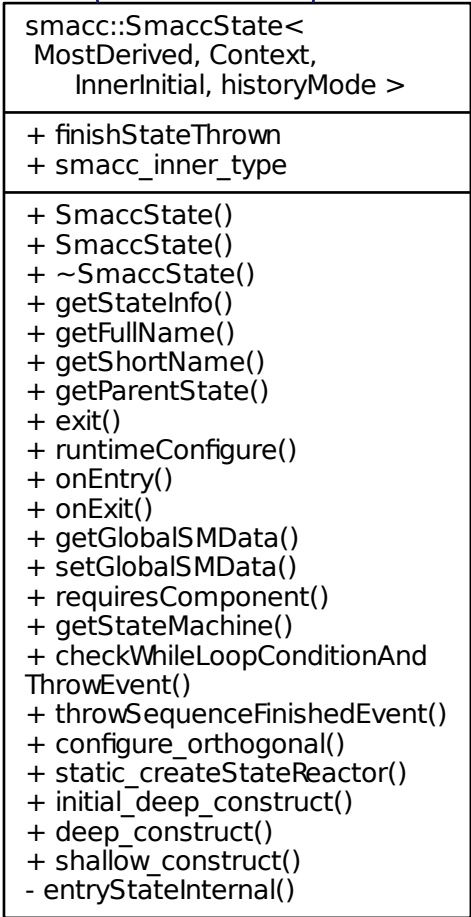 smacc::SmaccState<
MostDerived, Context,
InnerInitial, historyMode >
+ finishStateThrown
+ smacc_inner_type
+ SmaccState()
+ SmaccState()
+ ~SmaccState()
+ getStateInfo()
+ getFullName()
+ getShortName()
+ getParentState()
+ exit()
+ runtimeConfigure()
+ onEntry()
+ onExit()
+ getGlobalSMData()
+ setGlobalSMData()
+ requiresComponent()
+ getStateMachine()
+ checkWhileLoopConditionAnd
ThrowEvent()
+ throwSequenceFinishedEvent()
+ configure_orthogonal()
+ static_createStateReactor()
+ initial_deep_construct()
+ deep_construct()
+ shallow_construct()
- entryStateInternal()